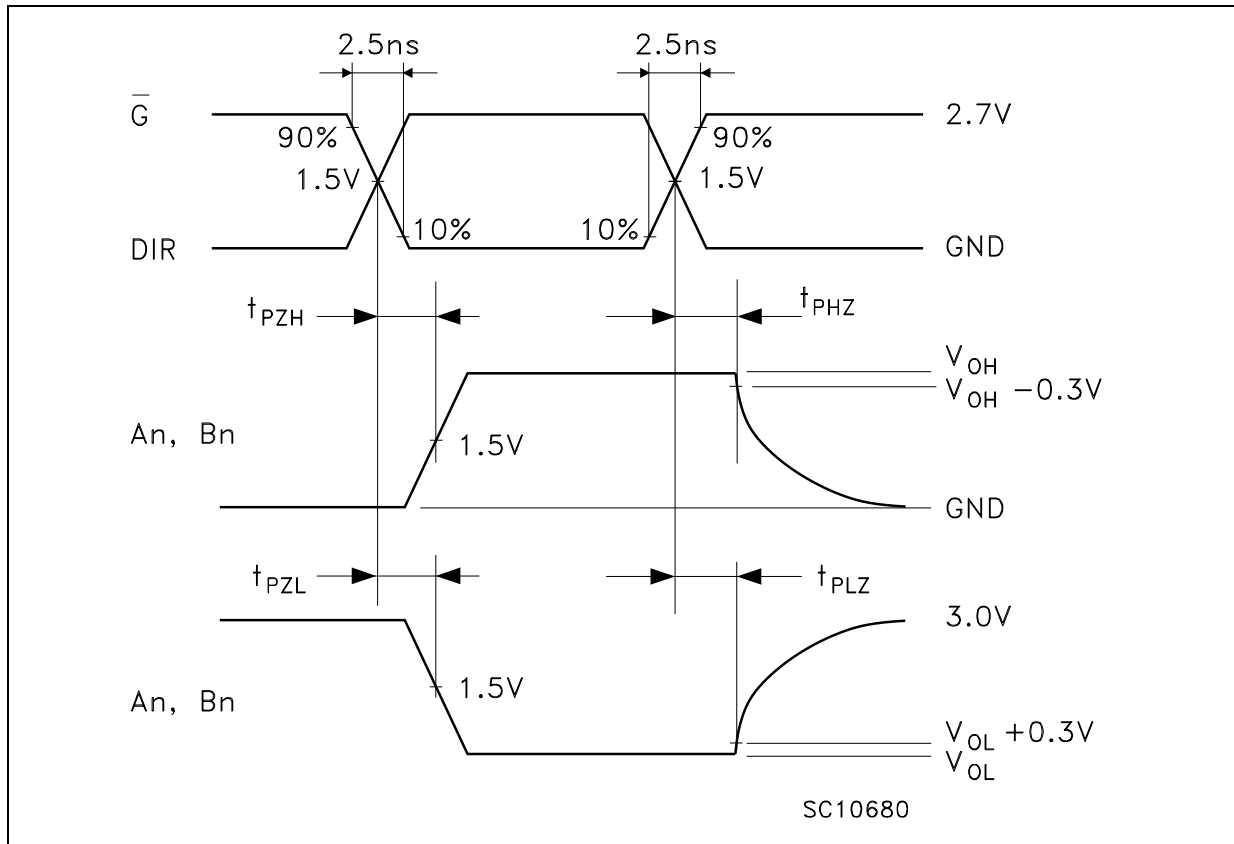 2.5ns 2.5ns
G̅ 2.7V
90% 90%
1.5V 1.5V
10% 10%
DIR GND
tPZH tPHZ
VOH
VOH -0.3V
An, Bn 1.5V
GND
tPZL tPLZ
3.0V
An, Bn 1.5V
VOL +0.3V
VOL
SC10680